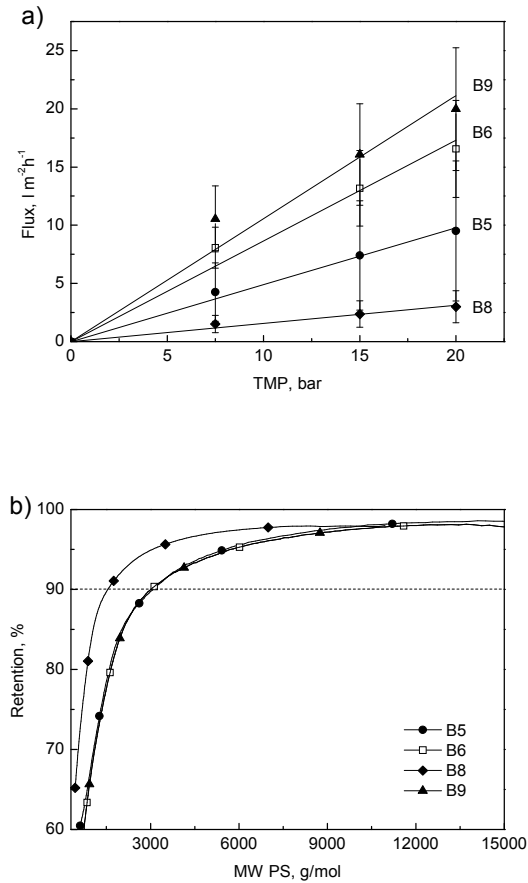 a)
25
20
15
10
5
0
Flux, l m⁻²h⁻¹
B9
B6
B5
B8
0
5
10
15
20
TMP, bar
b)
100
90
80
70
60
Retention, %
B5
B6
B8
B9
3000
6000
9000
12000
15000
MW PS, g/mol